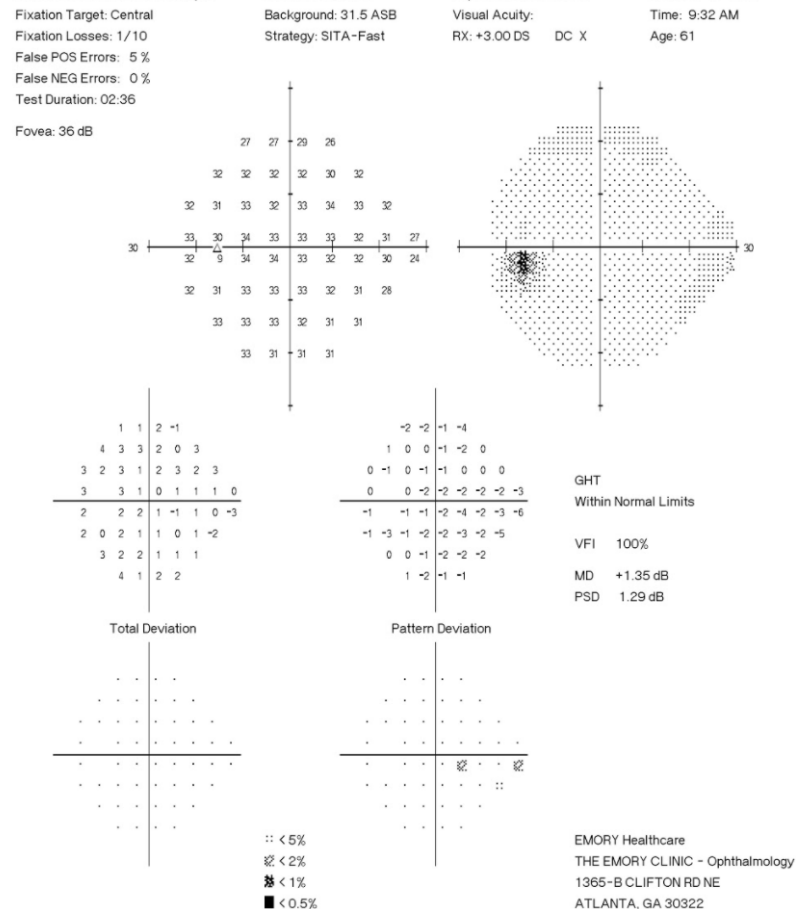 Fixation Target: Central Background: 31.5 ASB Visual Acuity: Time: 9:32 AM
Fixation Losses: 1/10 Strategy: SITA-Fast RX: +3.00 DS DC X Age: 61
False POS Errors: 5 %
False NEG Errors: 0 %
Test Duration: 02:36
Fovea: 36 dB
27 27 29 26
32 32 32 32 30 32
32 31 33 32 33 34 33 32
33 30 34 33 33 33 32 31 27
30 30
32 9 34 34 33 32 32 30 24
32 31 33 33 33 32 31 28
33 33 33 32 31 31
33 31 31 31
1 1 2 -1 -2 -2 -1 -4
4 3 3 2 0 3 1 0 0 -1 -2 0
3 2 3 1 2 3 2 3 0 -1 0 -1 -1 0 0 0
3 3 1 0 1 1 1 0 0 0 -2 -2 -2 -2 -2 -3
2 2 2 1 -1 1 0 -3 -1 -1 -1 -2 -4 -2 -3 -6
2 0 2 1 1 0 1 -2 -1 -3 -1 -2 -2 -3 -2 -5
3 2 2 1 1 1 0 0 -1 -2 -2 -2
4 1 2 2 1 -2 -1 -1
GHT
Within Normal Limits
VFI 100%
MD +1.35 dB
PSD 1.29 dB
Total Deviation Pattern Deviation
< 5%
< 2%
< 1%
< 0.5%
EMORY Healthcare
THE EMORY CLINIC - Ophthalmology
1365-B CLIFTON RD NE
ATLANTA, GA 30322